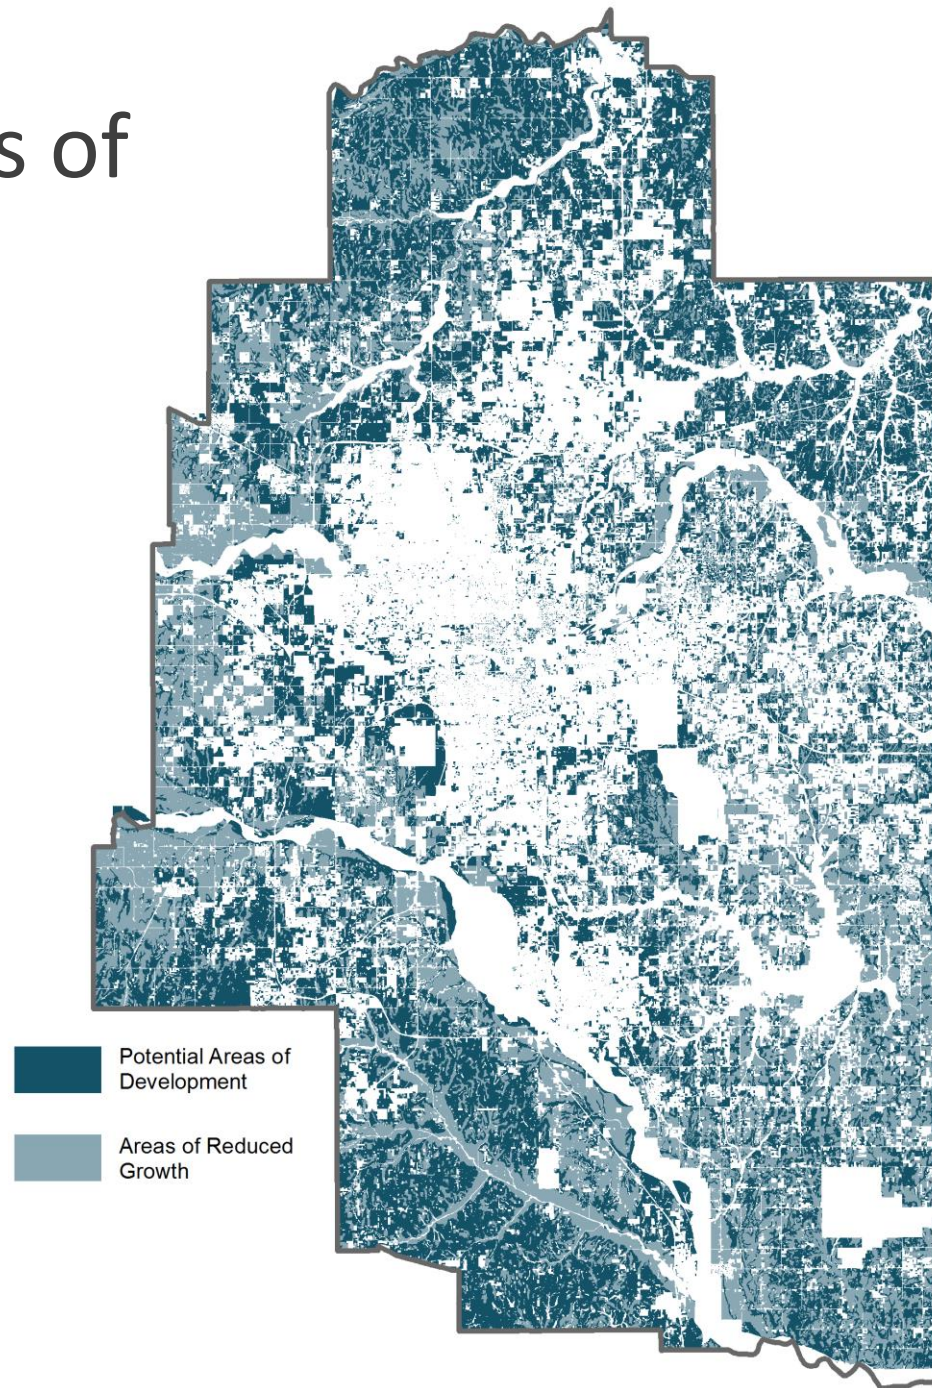 s of
Potential Areas of
Development
Areas of Reduced
Growth